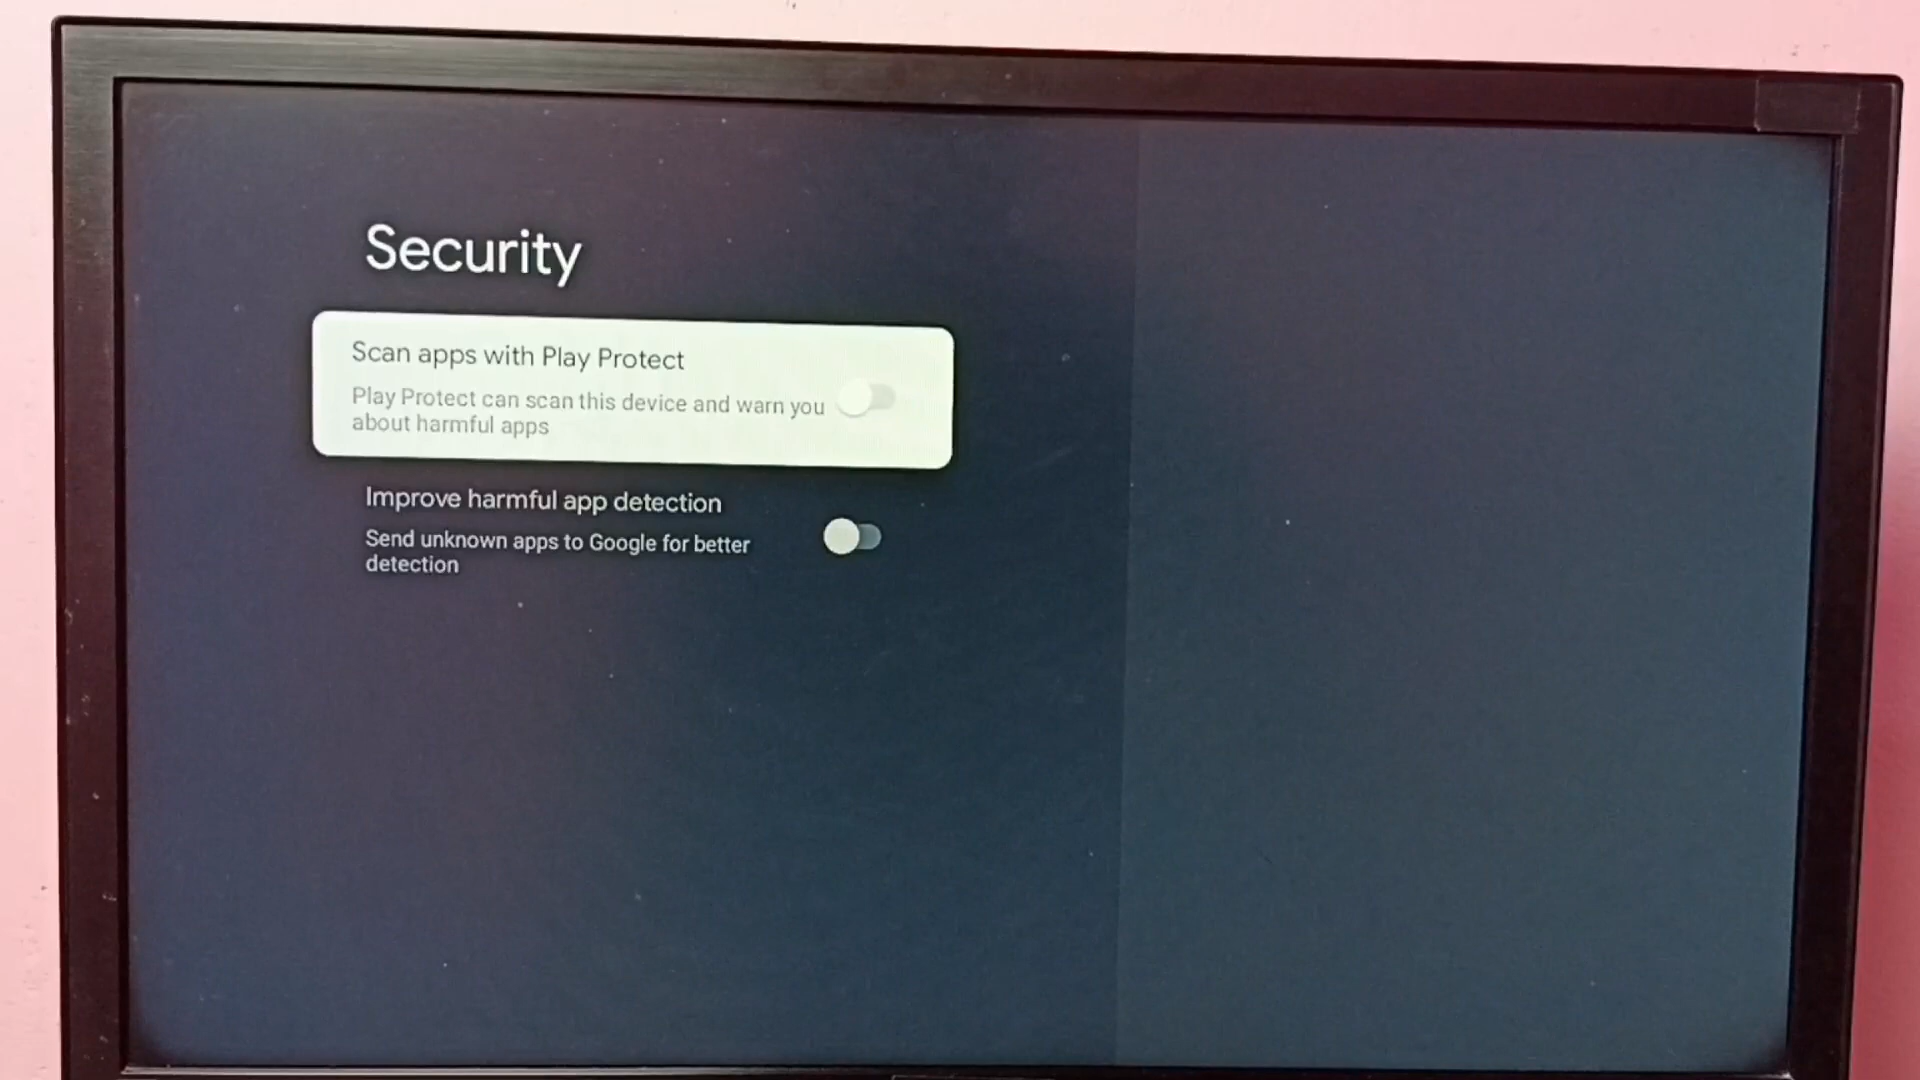 Security
Scan apps with Play Protect
Play Protect can scan this device and warn you
about harmful apps
Improve harmful app detection
Send unknown apps to Google for better
detection